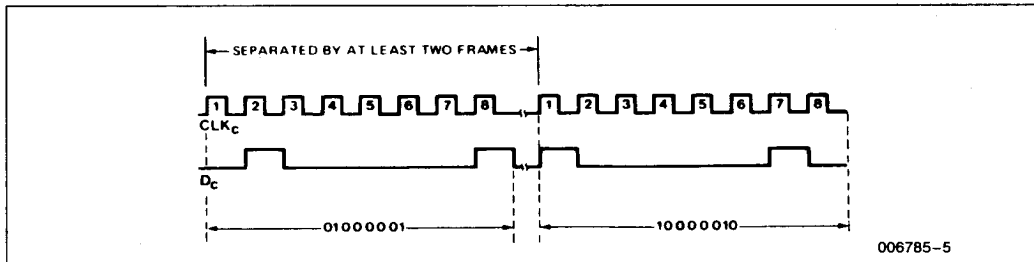 SEPARATED BY AT LEAST TWO FRAMES
1 2 3 4 5 6 7 8 1 2 3 4 5 6 7 8
CLKC
DC
01000001 10000010
006785-5